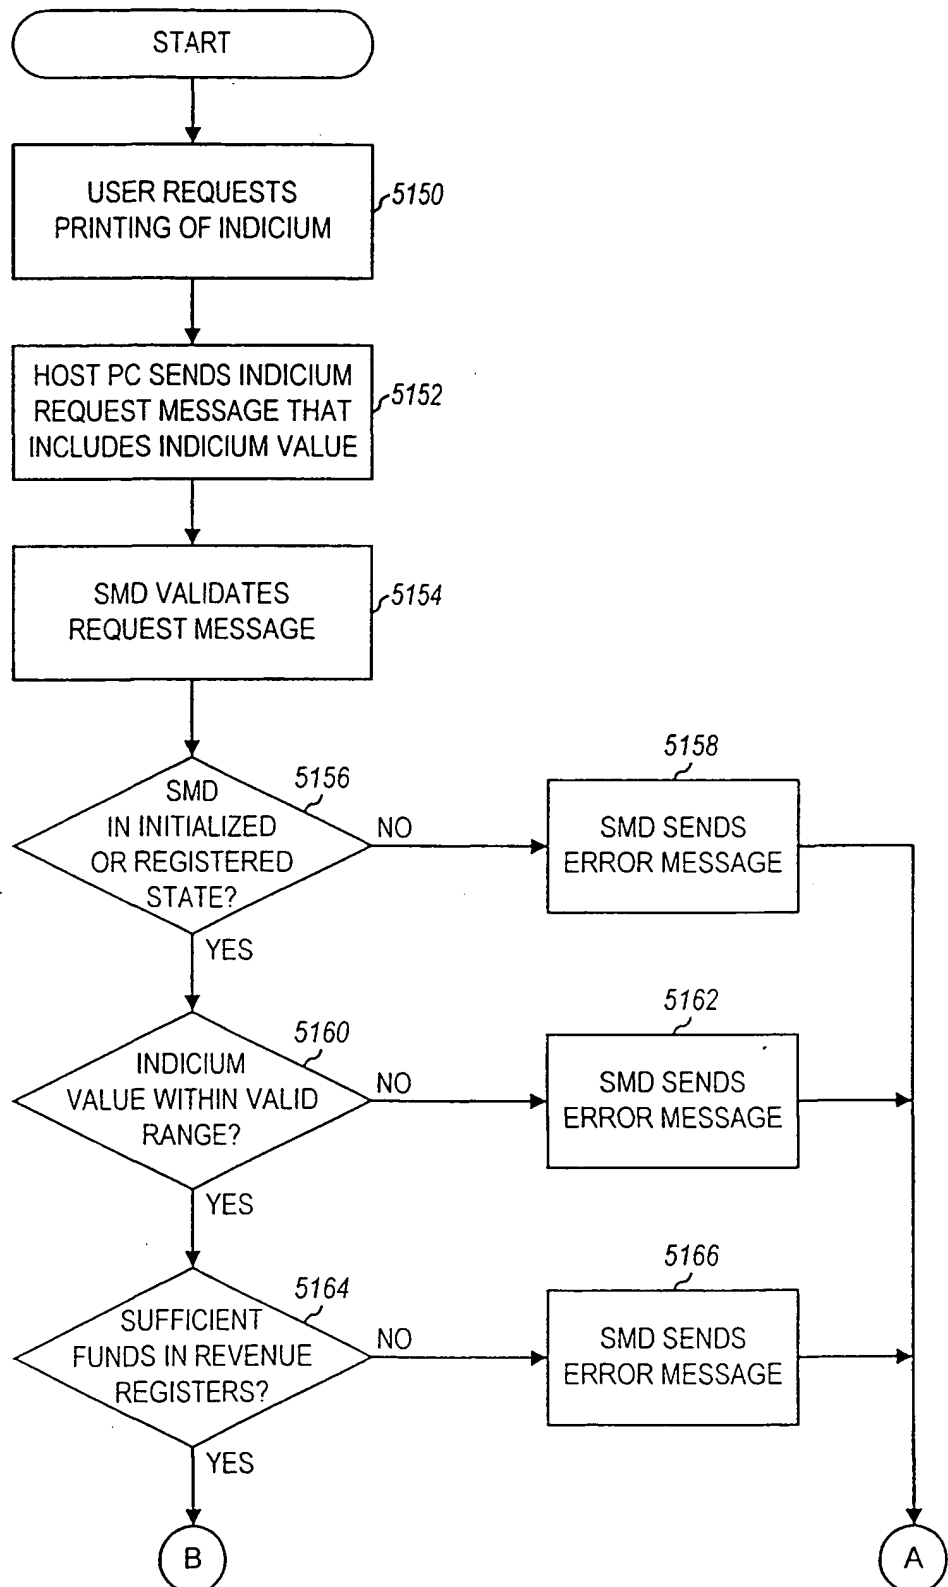 START
USER REQUESTS
PRINTING OF INDICIUM
5150
HOST PC SENDS INDICIUM
REQUEST MESSAGE THAT
INCLUDES INDICIUM VALUE
5152
SMD VALIDATES
REQUEST MESSAGE
5154
SMD
IN INITIALIZED
OR REGISTERED
STATE?
5156
NO
5158
SMD SENDS
ERROR MESSAGE
YES
INDICIUM
VALUE WITHIN VALID
RANGE?
5160
NO
5162
SMD SENDS
ERROR MESSAGE
YES
SUFFICIENT
FUNDS IN REVENUE
REGISTERS?
5164
NO
5166
SMD SENDS
ERROR MESSAGE
YES
B
A